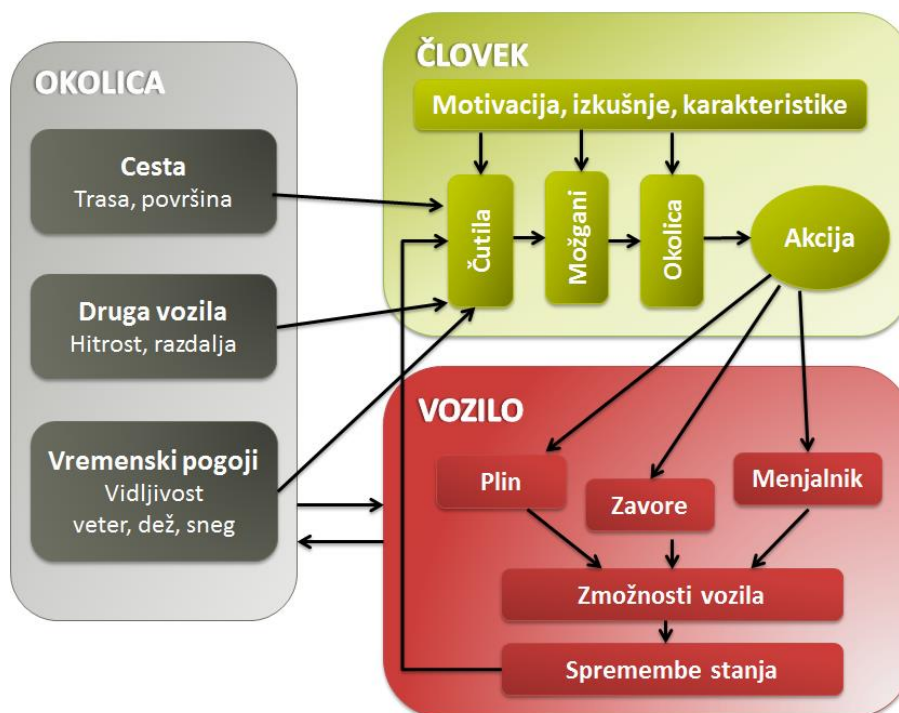 OKOLICA
Cesta
Trasa, površina
Druga vozila
Hitrost, razdalja
Vremenski pogoji
Vidljivost
veter, dež, sneg
ČLOVEK
Motivacija, izkušnje, karakteristike
Čutila
Možgani
Okolica
Akcija
VOZILO
Plin
Zavore
Menjalnik
Zmožnosti vozila
Spremembe stanja